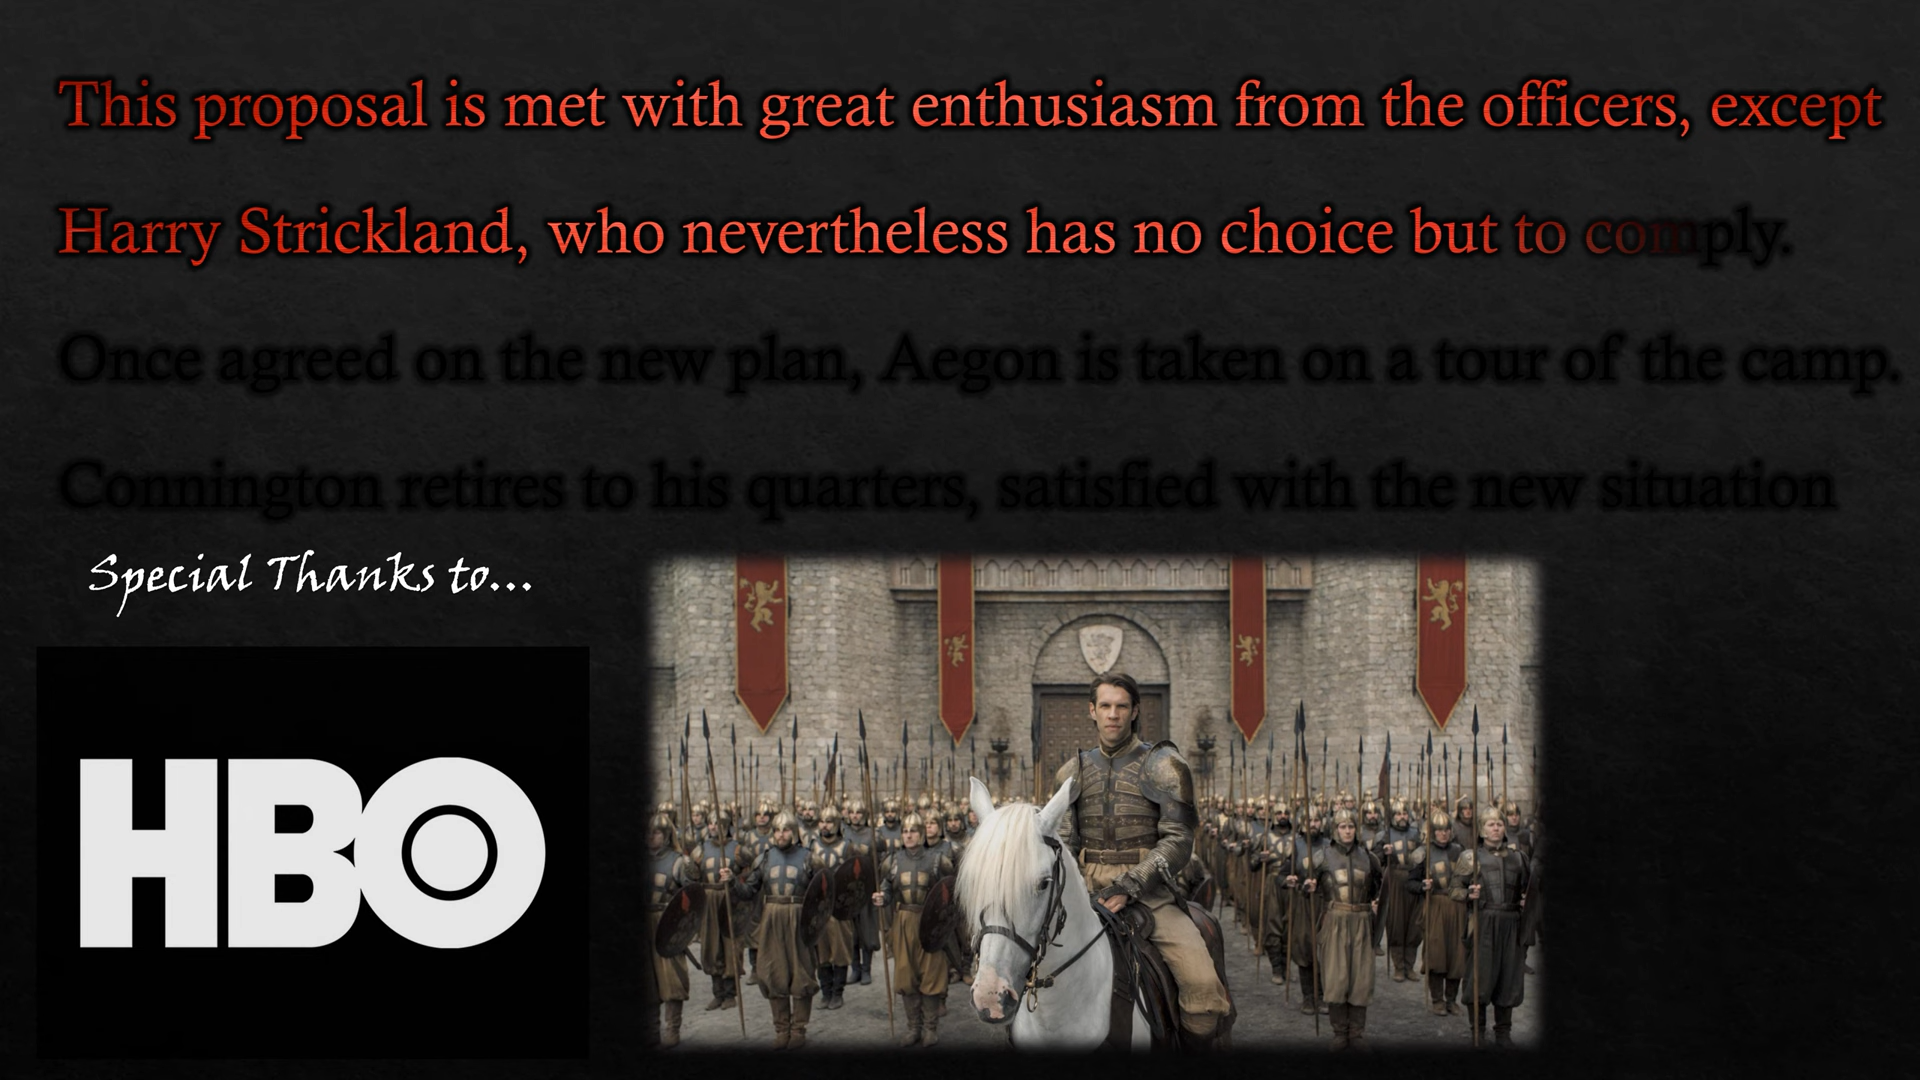 This proposal is met with great enthusiasm from the officers, except
Harry Strickland, who nevertheless has no choice but to comply.
Once agreed on the new plan, Aegon is taken on a tour of the camp.
Connington retires to his quarters, satisfied with the new situation
Special Thanks to...
HBO